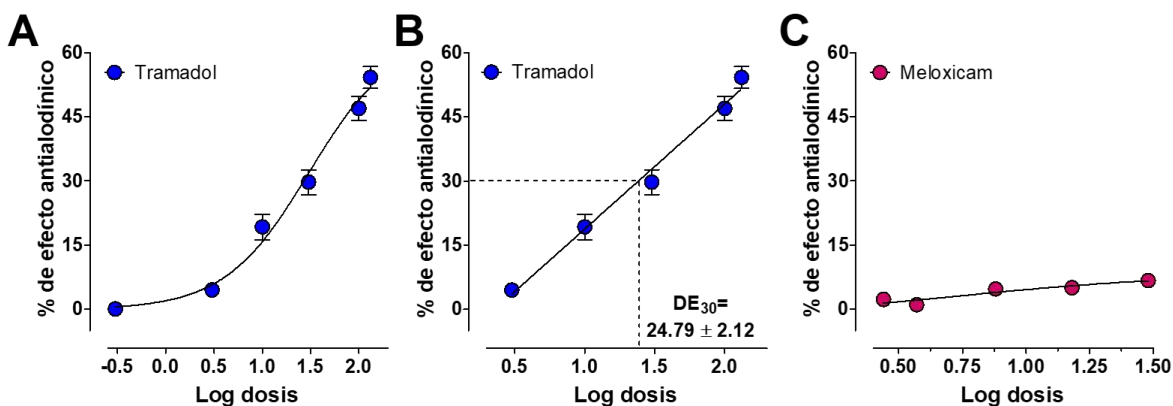 A
Tramadol
% de efecto antialodínico
60
45
30
15
0
-0.5 0.0 0.5 1.0 1.5 2.0
Log dosis
B
Tramadol
% de efecto antialodínico
60
45
30
15
0
DE30=
24.79 ± 2.12
0.5 1.0 1.5 2.0
Log dosis
C
Meloxicam
% de efecto antialodínico
60
45
30
15
0
0.50 0.75 1.00 1.25 1.50
Log dosis